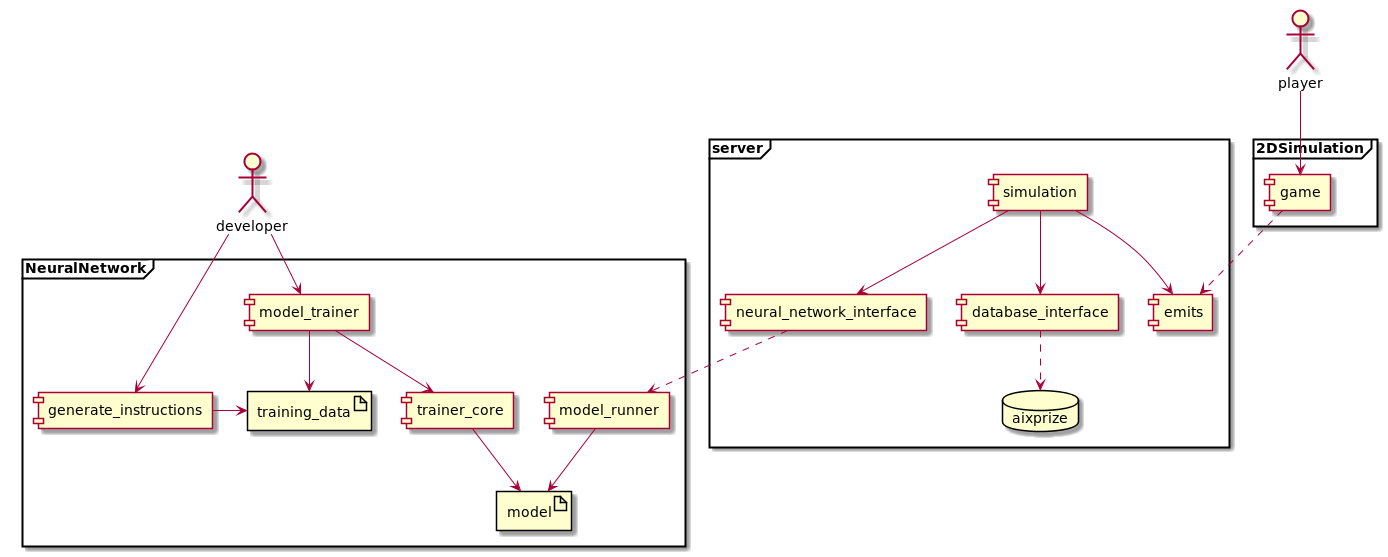 player
server
2DSimulation
simulation
game
developer
NeuralNetwork
model_trainer
neural_network_interface
database_interface
emits
generate_instructions
training_data
trainer_core
model_runner
aixprize
model